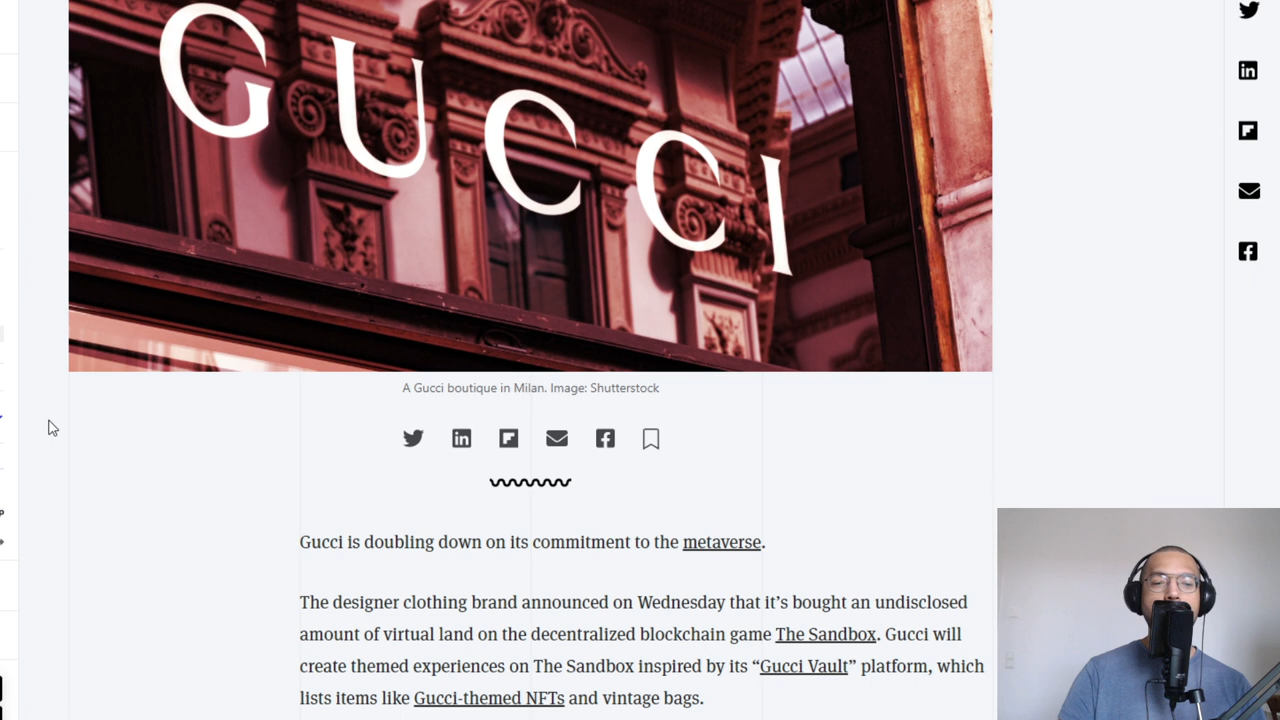 GUCCI
A Gucci boutique in Milan. Image: Shutterstock
Gucci is doubling down on its commitment to the metaverse.
The designer clothing brand announced on Wednesday that it’s bought an undisclosed
amount of virtual land on the decentralized blockchain game The Sandbox. Gucci will
create themed experiences on The Sandbox inspired by its “Gucci Vault” platform, which
lists items like Gucci-themed NFTs and vintage bags.